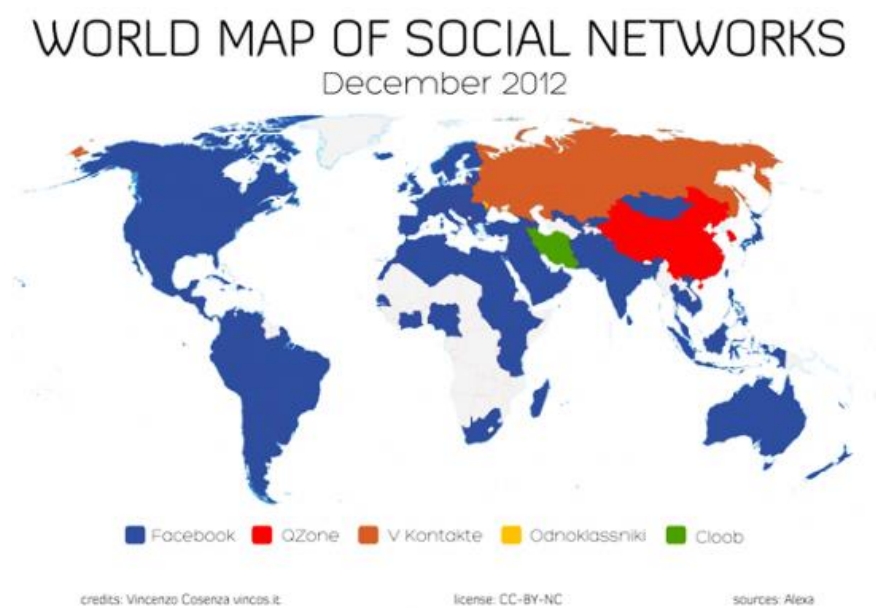 WORLD MAP OF SOCIAL NETWORKS
December 2012
Facebook QZone V Kontakte Odnoklassniki Cloob
credits: Vincenzo Cosenza vincos.it license: CC-BY-NC sources: Alexa